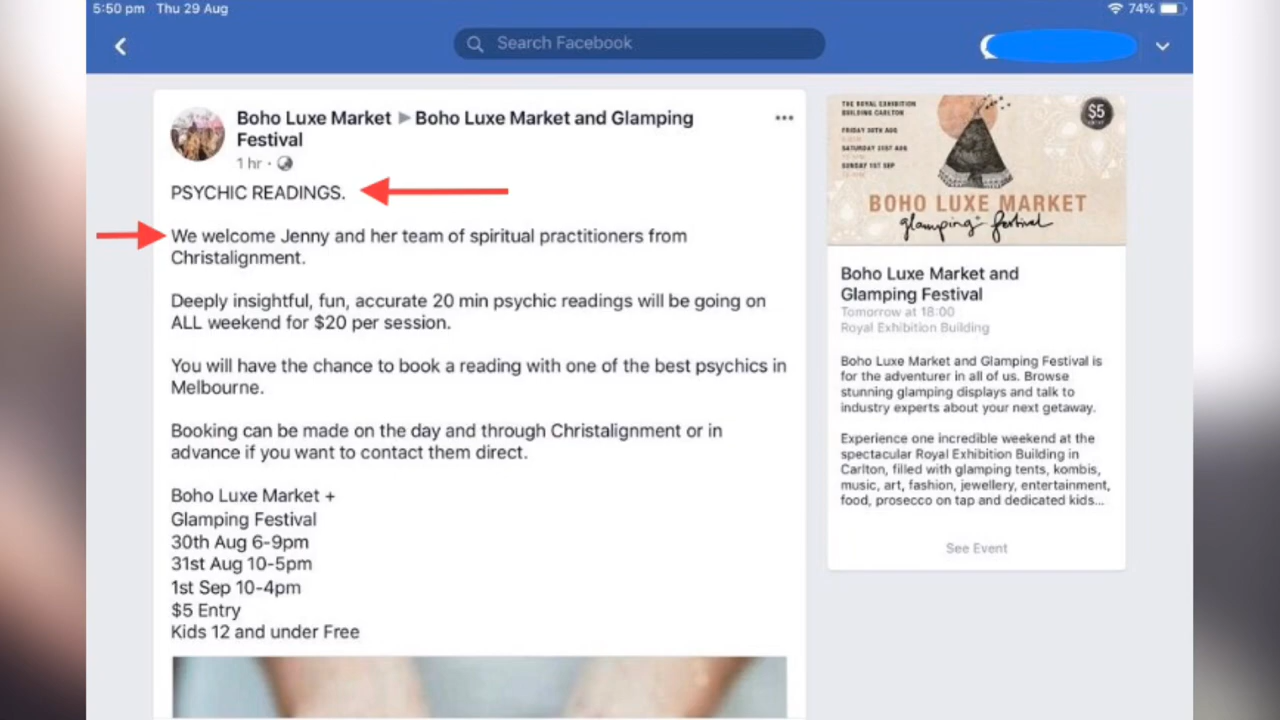 5:50 pm Thu 29 Aug
74%
Search Facebook
Boho Luxe Market ▶ Boho Luxe Market and Glamping
Festival
1 hr ·
PSYCHIC READINGS.
We welcome Jenny and her team of spiritual practitioners from
Christalignment.
Deeply insightful, fun, accurate 20 min psychic readings will be going on
ALL weekend for $20 per session.
You will have the chance to book a reading with one of the best psychics in
Melbourne.
Booking can be made on the day and through Christalignment or in
advance if you want to contact them direct.
Boho Luxe Market +
Glamping Festival
30th Aug 6-9pm
31st Aug 10-5pm
1st Sep 10-4pm
$5 Entry
Kids 12 and under Free
THE ROYAL EXHIBITION
BUILDING CARLTON
FRIDAY 30TH AUG
SATURDAY 31ST AUG
SUNDAY 1ST SEP
$5
BOHO LUXE MARKET
glamping festival
Boho Luxe Market and
Glamping Festival
Tomorrow at 18:00
Royal Exhibition Building
Boho Luxe Market and Glamping Festival is
for the adventurer in all of us. Browse
stunning glamping displays and talk to
industry experts about your next getaway.
Experience one incredible weekend at the
spectacular Royal Exhibition Building in
Carlton, filled with glamping tents, kombis,
music, art, fashion, jewellery, entertainment,
food, prosecco on tap and dedicated kids...
See Event